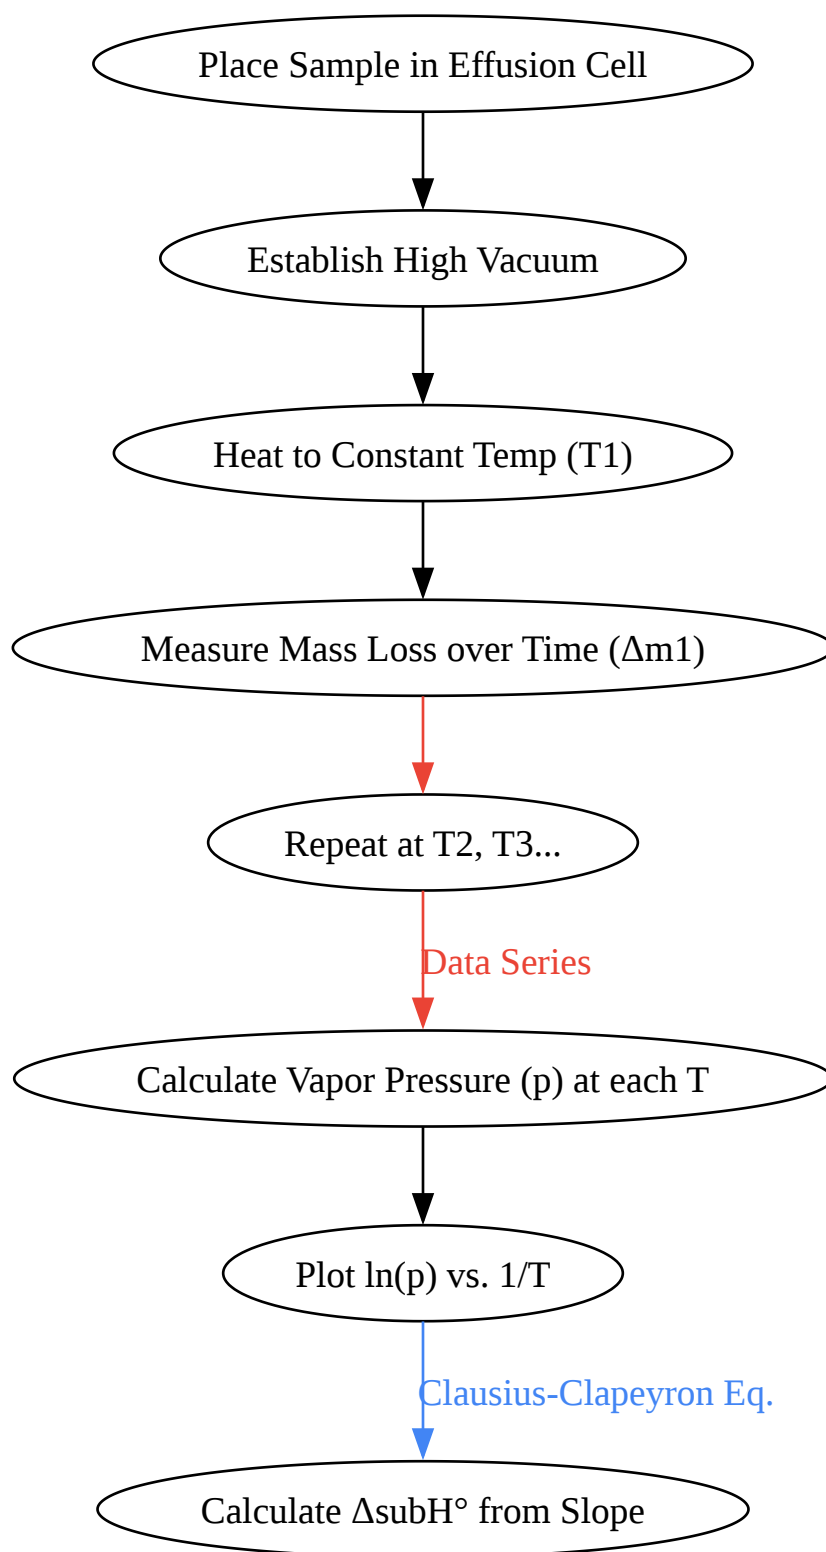 Place Sample in Effusion Cell
Establish High Vacuum
Heat to Constant Temp (T1)
Measure Mass Loss over Time (Δm1)
Repeat at T2, T3...
Data Series
Calculate Vapor Pressure (p) at each T
Plot ln(p) vs. 1/T
Clausius-Clapeyron Eq.
Calculate ΔsubH° from Slope